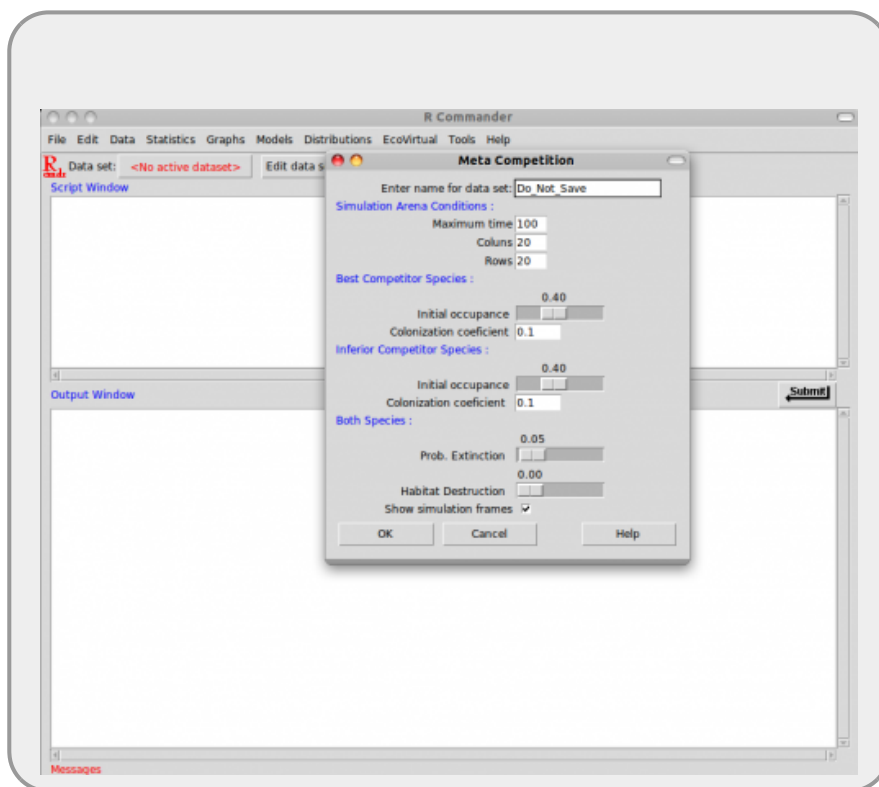 R Commander
File Edit Data Statistics Graphs Models Distributions EcoVirtual Tools Help
R Data set: <No active dataset> Edit data s
Script Window
Meta Competition
Enter name for data set: Do_Not_Save
Simulation Arena Conditions :
Maximum time 100
Coluns 20
Rows 20
Best Competitor Species :
0.40
Initial occupance
Colonization coeficient 0.1
Inferior Competitor Species :
0.40
Initial occupance
Colonization coeficient 0.1
Both Species :
0.05
Prob. Extinction
0.00
Habitat Destruction
Show simulation frames
OK Cancel Help
Output Window
Submit
Messages